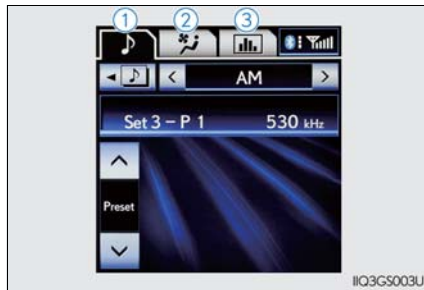 1 2 3
< AM >
Set 3 - P 1 530 kHz
Preset
IIQ3GS003U